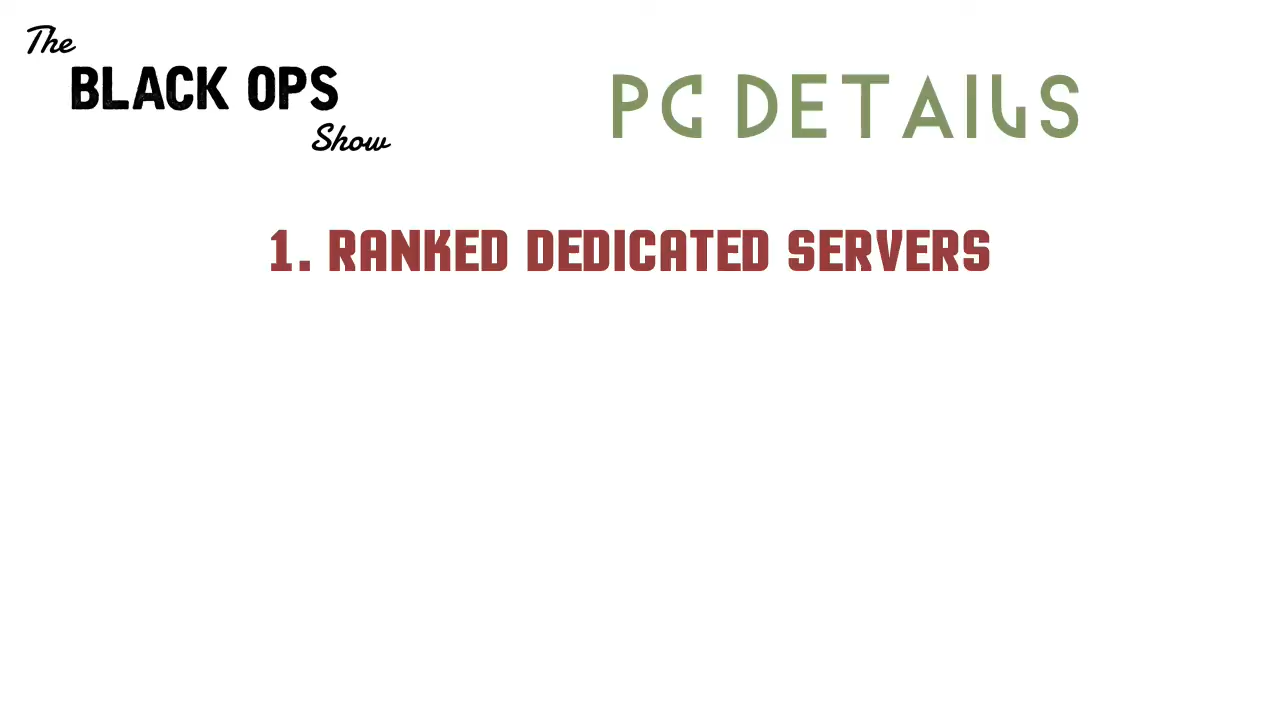 The
BLACK OPS
Show
PC DETAILS
1. RANKED DEDICATED SERVERS